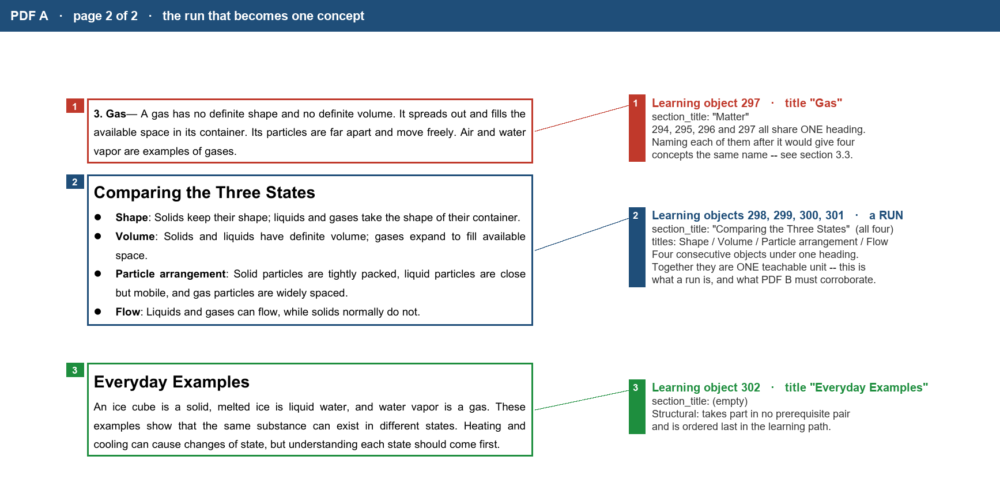 PDF A · page 2 of 2 · the run that becomes one concept
1
3. Gas— A gas has no definite shape and no definite volume. It spreads out and fills the
available space in its container. Its particles are far apart and move freely. Air and water
vapor are examples of gases.
1
Learning object 297 · title "Gas"
section_title: "Matter"
294, 295, 296 and 297 all share ONE heading.
Naming each of them after it would give four
concepts the same name -- see section 3.3.
2
Comparing the Three States
● Shape: Solids keep their shape; liquids and gases take the shape of their container.
● Volume: Solids and liquids have definite volume; gases expand to fill available
space.
● Particle arrangement: Solid particles are tightly packed, liquid particles are close
but mobile, and gas particles are widely spaced.
● Flow: Liquids and gases can flow, while solids normally do not.
2
Learning objects 298, 299, 300, 301 · a RUN
section_title: "Comparing the Three States" (all four)
titles: Shape / Volume / Particle arrangement / Flow
Four consecutive objects under one heading.
Together they are ONE teachable unit -- this is
what a run is, and what PDF B must corroborate.
3
Everyday Examples
An ice cube is a solid, melted ice is liquid water, and water vapor is a gas. These
examples show that the same substance can exist in different states. Heating and
cooling can cause changes of state, but understanding each state should come first.
3
Learning object 302 · title "Everyday Examples"
section_title: (empty)
Structural: takes part in no prerequisite pair
and is ordered last in the learning path.